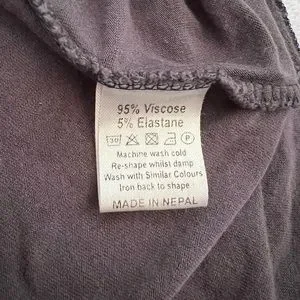 95% Viscose
5% Elastane
30 P
Machine wash cold
Re-shape whilst damp
Wash with Similar Colours
Iron back to shape
MADE IN NEPAL